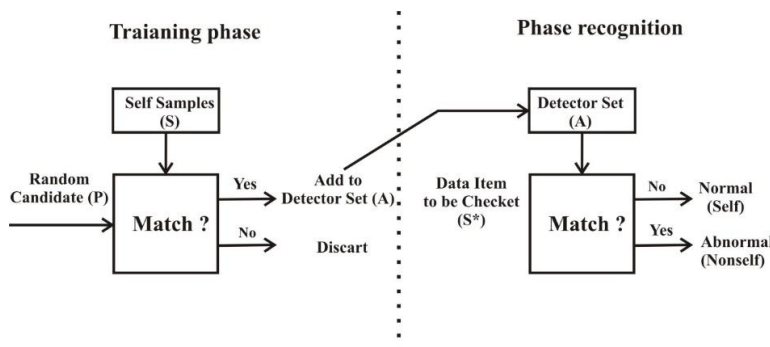 Traianing phase
Self Samples
(S)
Random
Candidate (P)
Match ?
Yes
Add to
Detector Set (A)
No
Discart
Phase recognition
Detector Set
(A)
Data Item
to be Checket
(S*)
Match ?
No
Normal
(Self)
Yes
Abnormal
(Nonself)